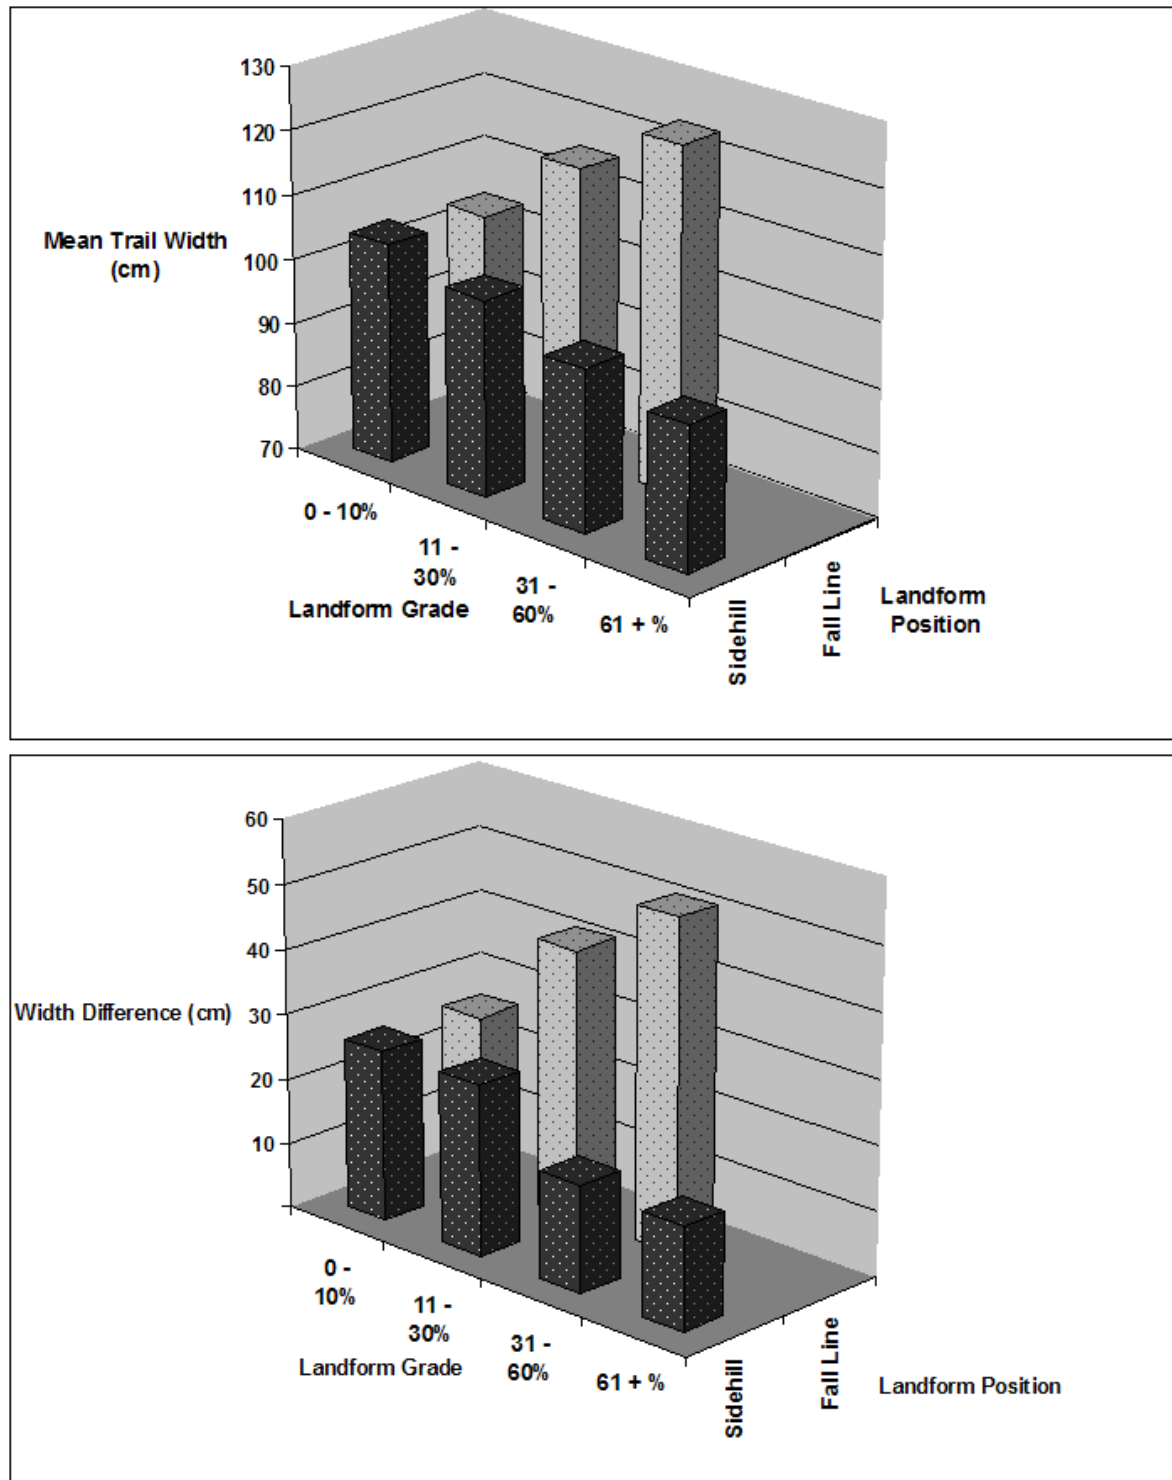 130
120
110
100
90
80
70
Mean Trail Width
(cm)
0 - 10%
11 -
30%
31 -
60%
61 + %
Landform Grade
Sidehill
Fall Line
Landform
Position
60
50
40
30
20
10
Width Difference (cm)
0 -
10%
11 -
30%
31 -
60%
61 + %
Landform Grade
Sidehill
Fall Line
Landform Position